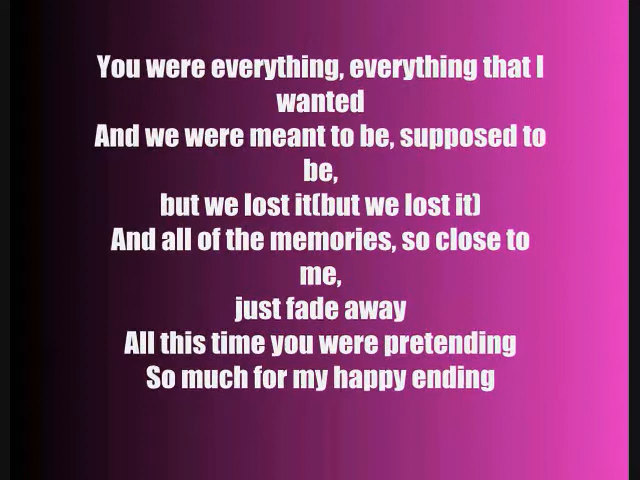 You were everything, everything that I
wanted
And we were meant to be, supposed to
be,
but we lost it(but we lost it)
And all of the memories, so close to
me,
just fade away
All this time you were pretending
So much for my happy ending